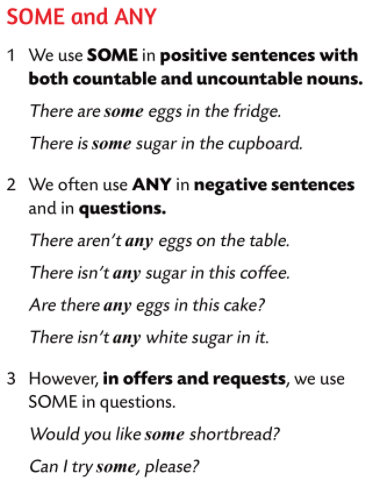 SOME and ANY
1 We use SOME in positive sentences with
both countable and uncountable nouns.
There are some eggs in the fridge.
There is some sugar in the cupboard.
2 We often use ANY in negative sentences
and in questions.
There aren't any eggs on the table.
There isn't any sugar in this coffee.
Are there any eggs in this cake?
There isn't any white sugar in it.
3 However, in offers and requests, we use
SOME in questions.
Would you like some shortbread?
Can I try some, please?